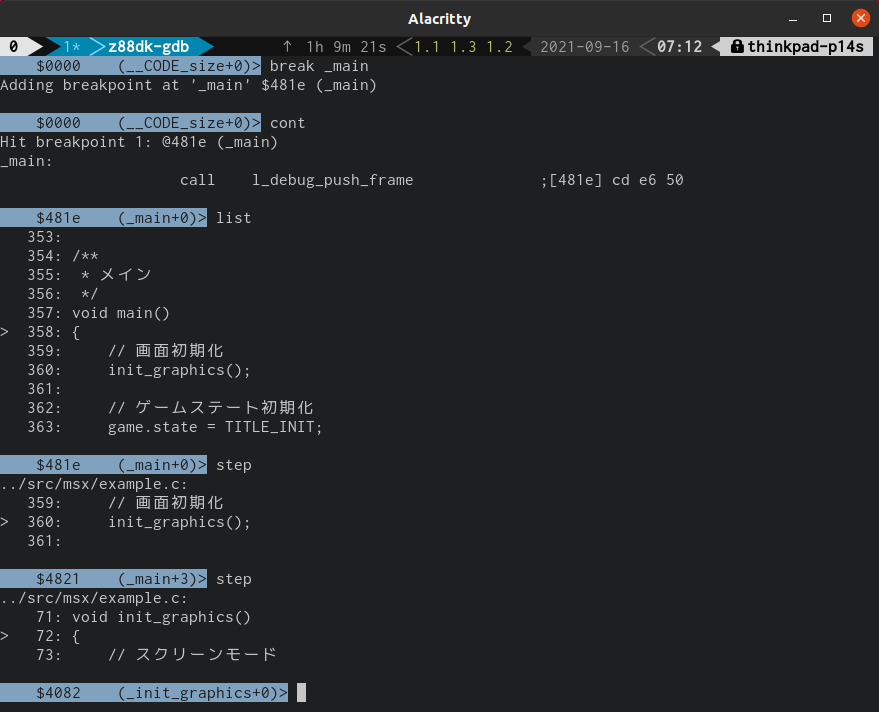 Alacritty
0 1* z88dk-gdb ↑ 1h 9m 21s 1.1 1.3 1.2 2021-09-16 07:12 thinkpad-p14s
$0000 (__CODE_size+0)> break _main
Adding breakpoint at '_main' $481e (_main)
$0000 (__CODE_size+0)> cont
Hit breakpoint 1: @481e (_main)
_main:
call l_debug_push_frame ;[481e] cd e6 50
$481e (_main+0)> list
353:
354: /**
355: * メイン
356: */
357: void main()
> 358: {
359: // 画面初期化
360: init_graphics();
361:
362: // ゲームステート初期化
363: game.state = TITLE_INIT;
$481e (_main+0)> step
../src/msx/example.c:
359: // 画面初期化
> 360: init_graphics();
361:
$4821 (_main+3)> step
../src/msx/example.c:
71: void init_graphics()
> 72: {
73: // スクリーンモード
$4082 (_init_graphics+0)>